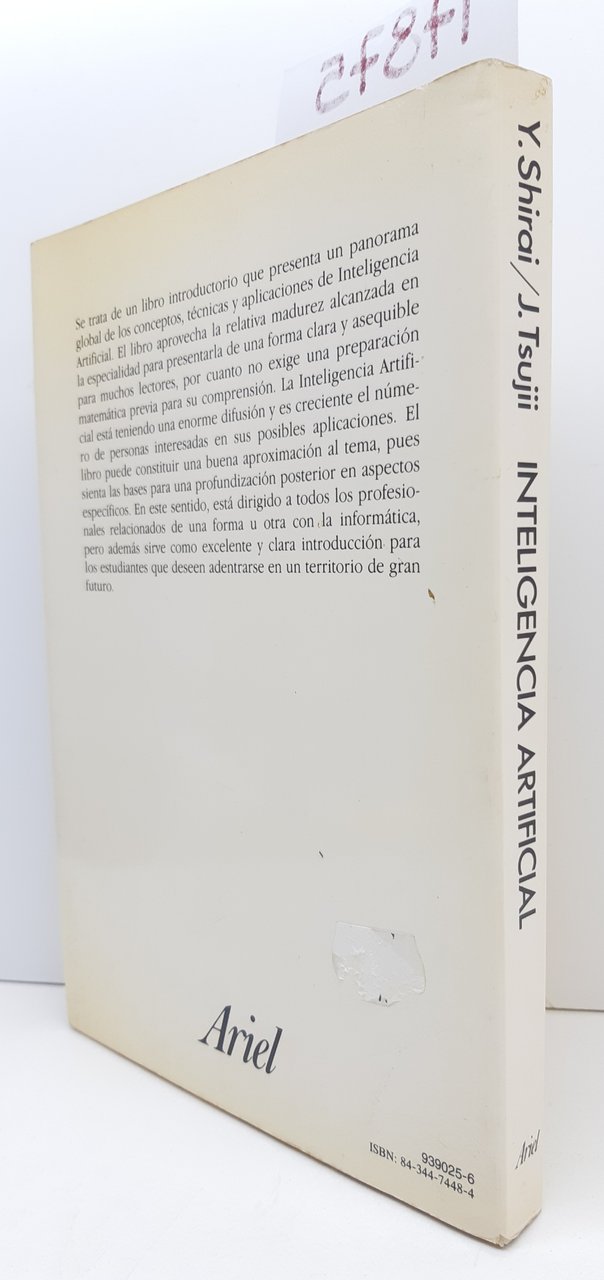 Se trata de un libro introductorio que presenta un panorama
global de los conceptos, técnicas y aplicaciones de Inteligencia
Artificial. El libro aprovecha la relativa madurez alcanzada en
la especialidad para presentarla de una forma clara y asequible
para muchos lectores, por cuanto no exige una preparación
matemática previa para su comprensión. La Inteligencia Artifi-
cial está teniendo una enorme difusión y es creciente el núme-
ro de personas interesadas en sus posibles aplicaciones. El
libro puede constituir una buena aproximación al tema, pues
sienta las bases para una profundización posterior en aspectos
específicos. En este sentido, está dirigido a todos los profesio-
nales relacionados de una forma u otra con la informática,
pero además sirve como excelente y clara introducción para
los estudiantes que deseen adentrarse en un territorio de gran
futuro.
Ariel
939025-6
ISBN: 84-344-7448-4
Y. Shirai / J. Tsujii INTELIGENCIA ARTIFICIAL
Ariel